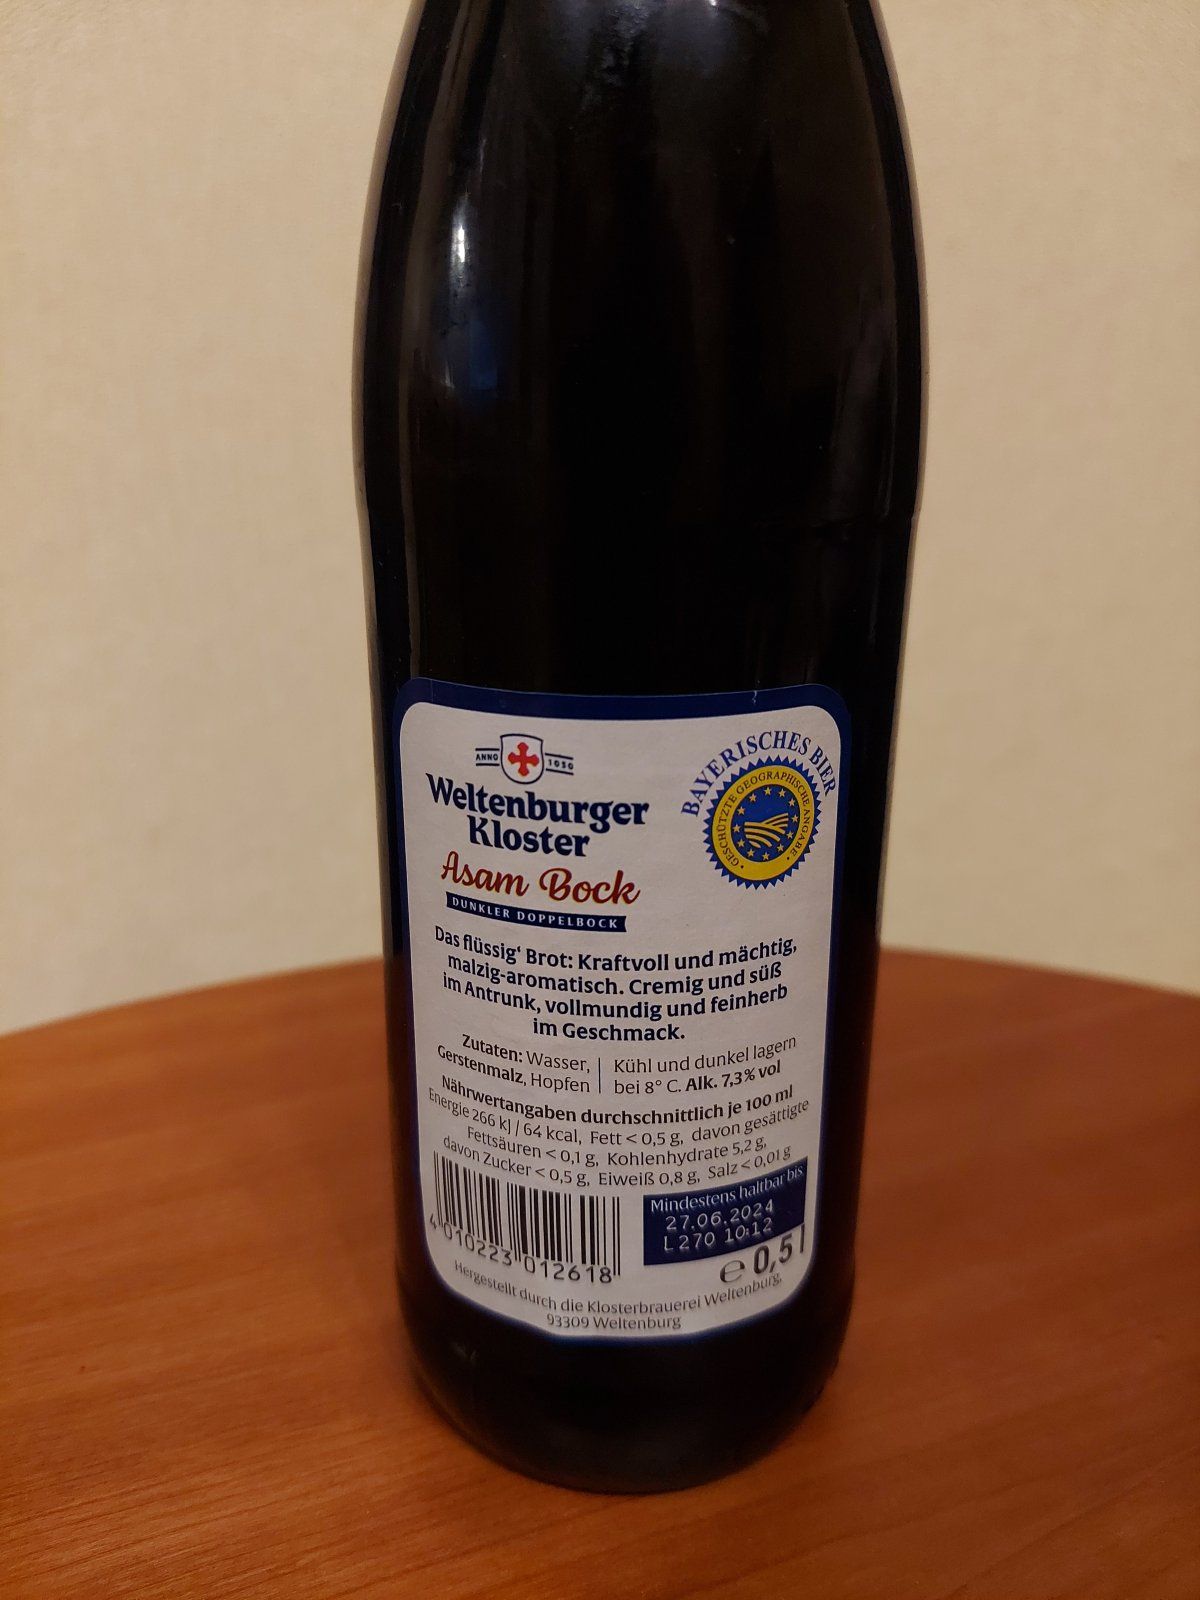 ANNO 1050
Weltenburger
Kloster
Asam Bock
DUNKLER DOPPELBOCK
BAYERISCHES BIER
GESCHÜTZTE GEOGRAPHISCHE ANGABE
Das flüssig‘ Brot: Kraftvoll und mächtig,
malzig-aromatisch. Cremig und süß
im Antrunk, vollmundig und feinherb
im Geschmack.
Zutaten: Wasser,
Gerstenmalz, Hopfen
Kühl und dunkel lagern
bei 8° C. Alk. 7,3% vol
Nährwertangaben durchschnittlich je 100 ml
Energie 266 kJ / 64 kcal, Fett < 0,5 g, davon gesättigte
Fettsäuren < 0,1 g, Kohlenhydrate 5,2 g,
davon Zucker < 0,5 g, Eiweiß 0,8 g, Salz < 0,01 g
4 010223 012618
Mindestens haltbar bis
27.06.2024
L270 10:12
e 0,5 l
Hergestellt durch die Klosterbrauerei Weltenburg,
93309 Weltenburg